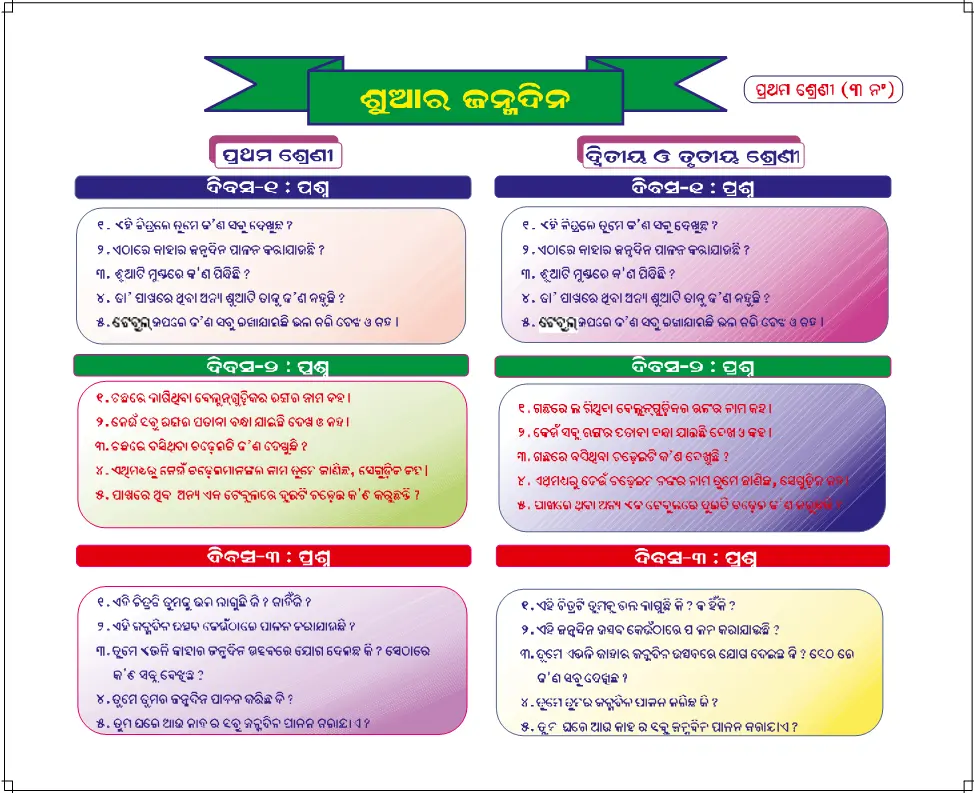 ଶୁଆର ଜନ୍ମଦିନ
ପ୍ରଥମ ଶ୍ରେଣୀ (୩ ନଂ)
ପ୍ରଥମ ଶ୍ରେଣୀ
ଦିବସ-୧ : ପ୍ରଶ୍ନ
୧. ଏହି ଚିତ୍ରରେ ତୁମେ କ'ଣ ସବୁ ଦେଖୁଛ ?
୨. ଏଠାରେ କାହାର ଜନ୍ମଦିନ ପାଳନ କରାଯାଉଛି ?
୩. ଶୁଆଟି ମୁଣ୍ଡରେ କ'ଣ ପିନ୍ଧିଛି ?
୪. ତା' ପାଖରେ ଥିବା ଅନ୍ୟ ଶୁଆଟି ତାକୁ କ'ଣ କହୁଛି ?
୫. ଟେବୁଲ୍ ଉପରେ କ'ଣ ସବୁ ରଖାଯାଇଛି ଭଲ କରି ଦେଖ ଓ କହ ।
ଦିବସ-୨ : ପ୍ରଶ୍ନ
୧. ଗଛରେ ଲାଗିଥିବା ବେଲୁନ୍‌ଗୁଡ଼ିକର ରଙ୍ଗର ନାମ କହ ।
୨. କେଉଁ ସବୁ ରଙ୍ଗର ପତାକା ବନ୍ଧା ଯାଇଛି ଦେଖ ଓ କହ ।
୩. ଗଛରେ ବସିଥିବା ଚଢ଼େଇଟି କ'ଣ ଦେଖୁଛି ?
୪. ଏଥିମଧ୍ୟରୁ କେଉଁ ଚଢ଼େଇମାନଙ୍କର ନାମ ତୁମେ ଜାଣିଛ, ସେଗୁଡ଼ିକ କହ ।
୫. ପାଖରେ ଥିବା ଅନ୍ୟ ଏକ ଟେବୁଲରେ ଦୁଇଟି ଚଢ଼େଇ କ'ଣ କରୁଛନ୍ତି ?
ଦିବସ-୩ : ପ୍ରଶ୍ନ
୧. ଏହି ଚିତ୍ରଟି ତୁମକୁ ଭଲ ଲାଗୁଛି କି ? କାହିଁକି ?
୨. ଏହି ଜନ୍ମଦିନ ଉତ୍ସବ କେଉଁଠାରେ ପାଳନ କରାଯାଉଛି ?
୩. ତୁମେ ଏଭଳି କାହାର ଜନ୍ମଦିନ ଉତ୍ସବରେ ଯୋଗ ଦେଇଛ କି ? ସେଠାରେ
କ'ଣ ସବୁ ଦେଖିଛ ?
୪. ତୁମେ ତୁମର ଜନ୍ମଦିନ ପାଳନ କରିଛ କି ?
୫. ତୁମ ଘରେ ଆଉ କାହାର ସବୁ ଜନ୍ମଦିନ ପାଳନ କରାଯାଏ ?
ଦ୍ୱିତୀୟ ଓ ତୃତୀୟ ଶ୍ରେଣୀ
ଦିବସ-୧ : ପ୍ରଶ୍ନ
୧. ଏହି ଚିତ୍ରରେ ତୁମେ କ'ଣ ସବୁ ଦେଖୁଛ ?
୨. ଏଠାରେ କାହାର ଜନ୍ମଦିନ ପାଳନ କରାଯାଉଛି ?
୩. ଶୁଆଟି ମୁଣ୍ଡରେ କ'ଣ ପିନ୍ଧିଛି ?
୪. ତା' ପାଖରେ ଥିବା ଅନ୍ୟ ଶୁଆଟି ତାକୁ କ'ଣ କହୁଛି ?
୫. ଟେବୁଲ୍ ଉପରେ କ'ଣ ସବୁ ରଖାଯାଇଛି ଭଲ କରି ଦେଖ ଓ କହ ।
ଦିବସ-୨ : ପ୍ରଶ୍ନ
୧. ଗଛରେ ଲାଗିଥିବା ବେଲୁନ୍‌ଗୁଡ଼ିକର ରଙ୍ଗର ନାମ କହ ।
୨. କେଉଁ ସବୁ ରଙ୍ଗର ପତାକା ବନ୍ଧା ଯାଇଛି ଦେଖ ଓ କହ ।
୩. ଗଛରେ ବସିଥିବା ଚଢ଼େଇଟି କ'ଣ ଦେଖୁଛି ?
୪. ଏଥିମଧ୍ୟରୁ କେଉଁ ଚଢ଼େଇମାନଙ୍କର ନାମ ତୁମେ ଜାଣିଛ, ସେଗୁଡ଼ିକ କହ ।
୫. ପାଖରେ ଥିବା ଅନ୍ୟ ଏକ ଟେବୁଲରେ ଦୁଇଟି ଚଢ଼େଇ କ'ଣ କରୁଛନ୍ତି ?
ଦିବସ-୩ : ପ୍ରଶ୍ନ
୧. ଏହି ଚିତ୍ରଟି ତୁମକୁ ଭଲ ଲାଗୁଛି କି ? କାହିଁକି ?
୨. ଏହି ଜନ୍ମଦିନ ଉତ୍ସବ କେଉଁଠାରେ ପାଳନ କରାଯାଉଛି ?
୩. ତୁମେ ଏଭଳି କାହାର ଜନ୍ମଦିନ ଉତ୍ସବରେ ଯୋଗ ଦେଇଛ କି ? ସେଠାରେ
କ'ଣ ସବୁ ଦେଖିଛ ?
୪. ତୁମେ ତୁମର ଜନ୍ମଦିନ ପାଳନ କରିଛ କି ?
୫. ତୁମ ଘରେ ଆଉ କାହାର ସବୁ ଜନ୍ମଦିନ ପାଳନ କରାଯାଏ ?